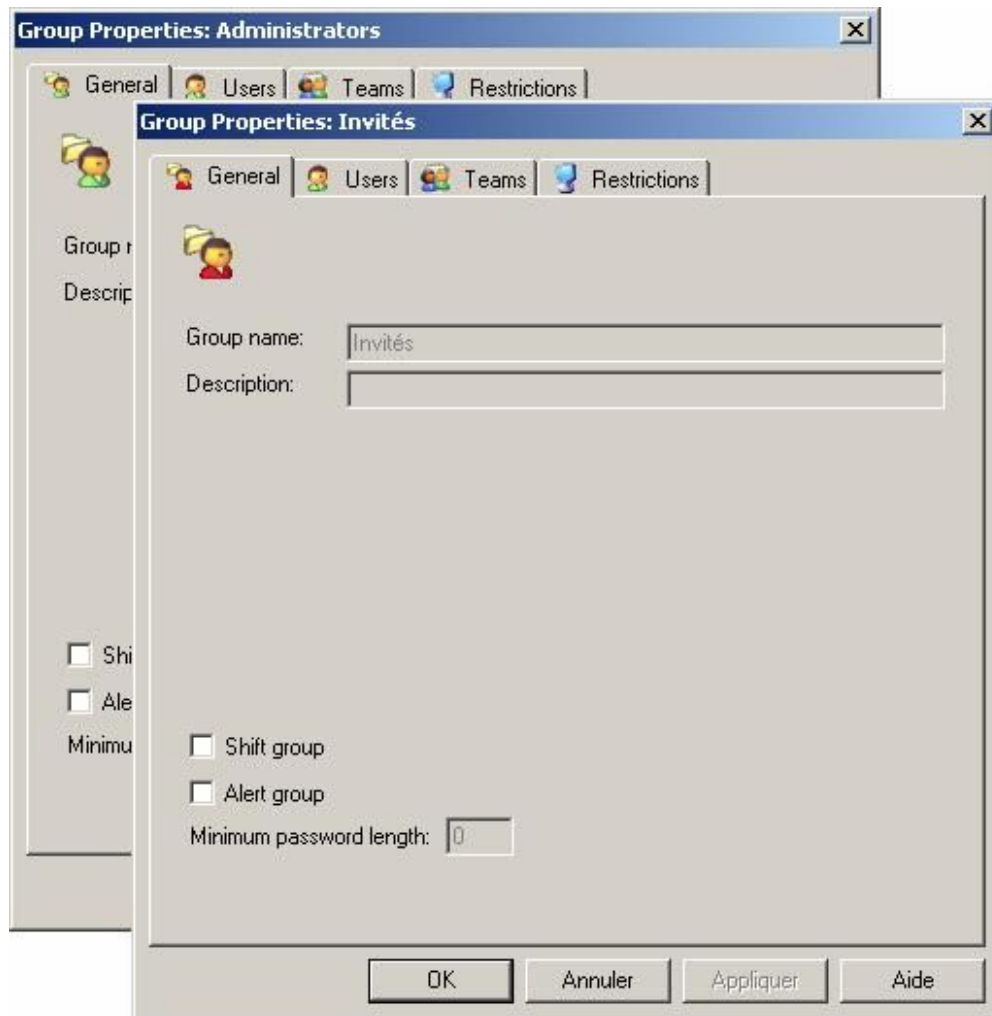 Group Properties: Administrators
General Users Teams Restrictions
Group Properties: Invités
General Users Teams Restrictions
Group
Group name: Invités
Description:
Shift group
Alert group
Minimum password length: 0
OK Annuler Appliquer Aide